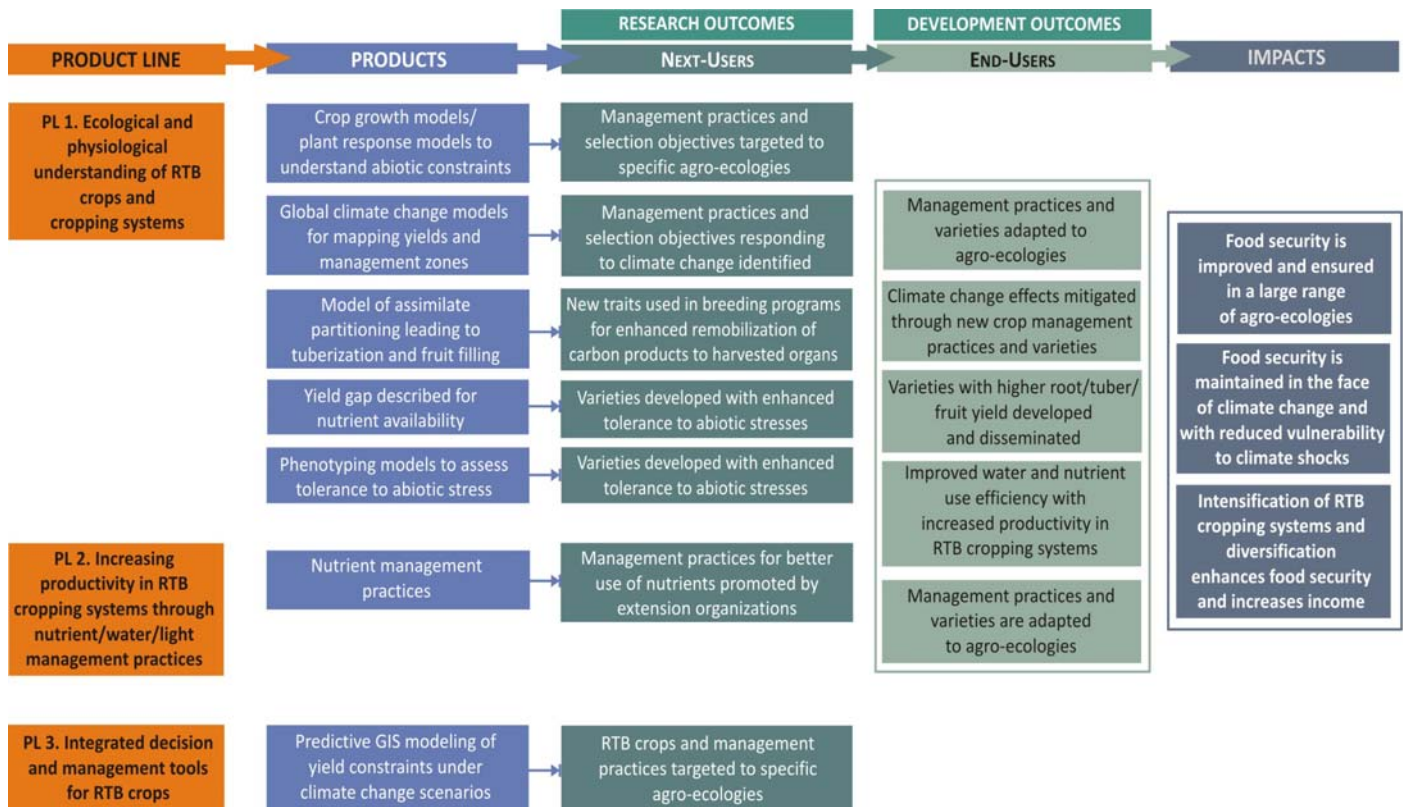 RESEARCH OUTCOMES
DEVELOPMENT OUTCOMES
PRODUCT LINE
PRODUCTS
NEXT-USERS
END-USERS
IMPACTS
PL 1. Ecological and
physiological
understanding of RTB
crops and
cropping systems
Crop growth models/
plant response models to
understand abiotic constraints
Management practices and
selection objectives targeted to
specific agro-ecologies
Global climate change models
for mapping yields and
management zones
Management practices and
selection objectives responding
to climate change identified
Model of assimilate
partitioning leading to
tuberization and fruit filling
New traits used in breeding programs
for enhanced remobilization of
carbon products to harvested organs
Yield gap described for
nutrient availability
Varieties developed with enhanced
tolerance to abiotic stresses
Phenotyping models to assess
tolerance to abiotic stress
Varieties developed with enhanced
tolerance to abiotic stresses
PL 2. Increasing
productivity in RTB
cropping systems through
nutrient/water/light
management practices
Nutrient management
practices
Management practices for better
use of nutrients promoted by
extension organizations
PL 3. Integrated decision
and management tools
for RTB crops
Predictive GIS modeling of
yield constraints under
climate change scenarios
RTB crops and management
practices targeted to specific
agro-ecologies
Management practices and
varieties adapted to
agro-ecologies
Climate change effects mitigated
through new crop management
practices and varieties
Varieties with higher root/tuber/
fruit yield developed
and disseminated
Improved water and nutrient
use efficiency with
increased productivity in
RTB cropping systems
Management practices and
varieties are adapted
to agro-ecologies
Food security is
improved and ensured
in a large range
of agro-ecologies
Food security is
maintained in the face
of climate change and
with reduced vulnerability
to climate shocks
Intensification of RTB
cropping systems and
diversification
enhances food security
and increases income